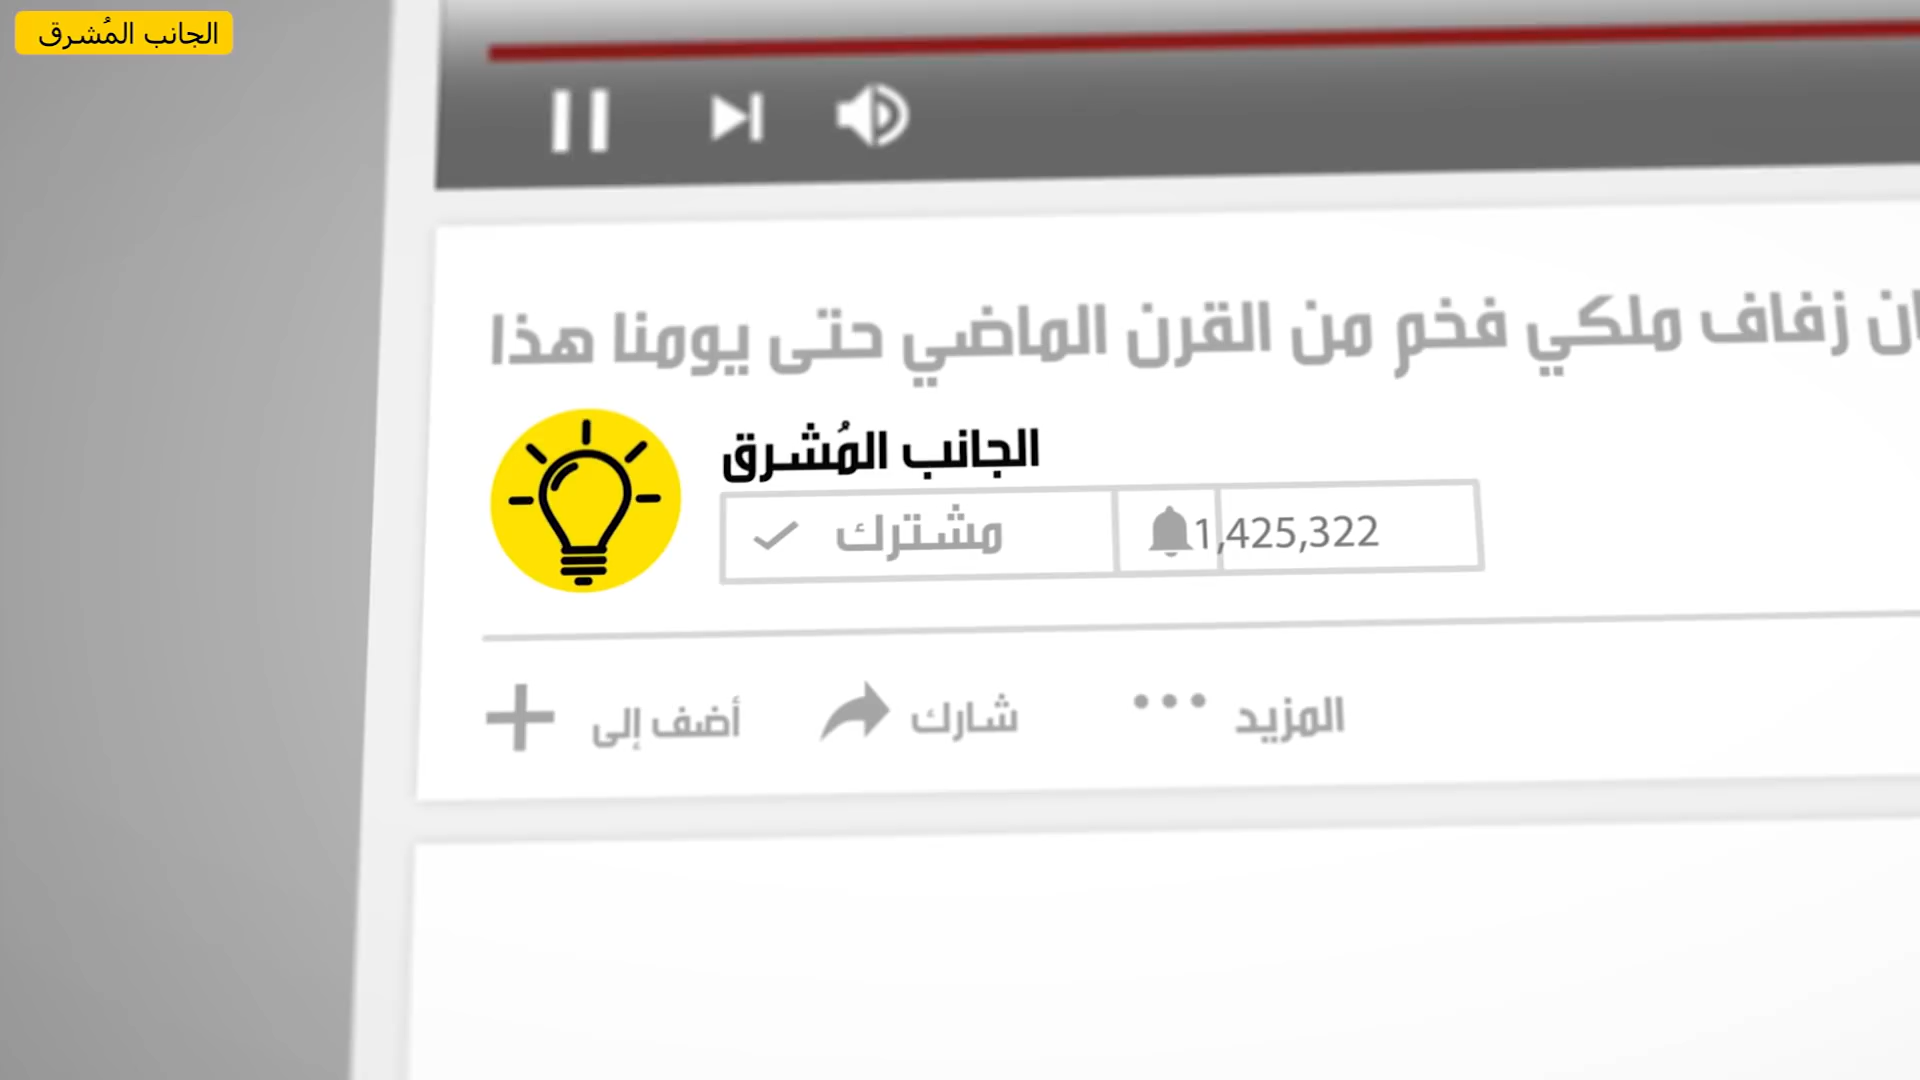 الجانب المُشرق
زفاف ملكي فخم من القرن الماضي حتى يومنا هذا
الجانب المُشرق
مشترك 1,425,322
أضف إلى شارك المزيد